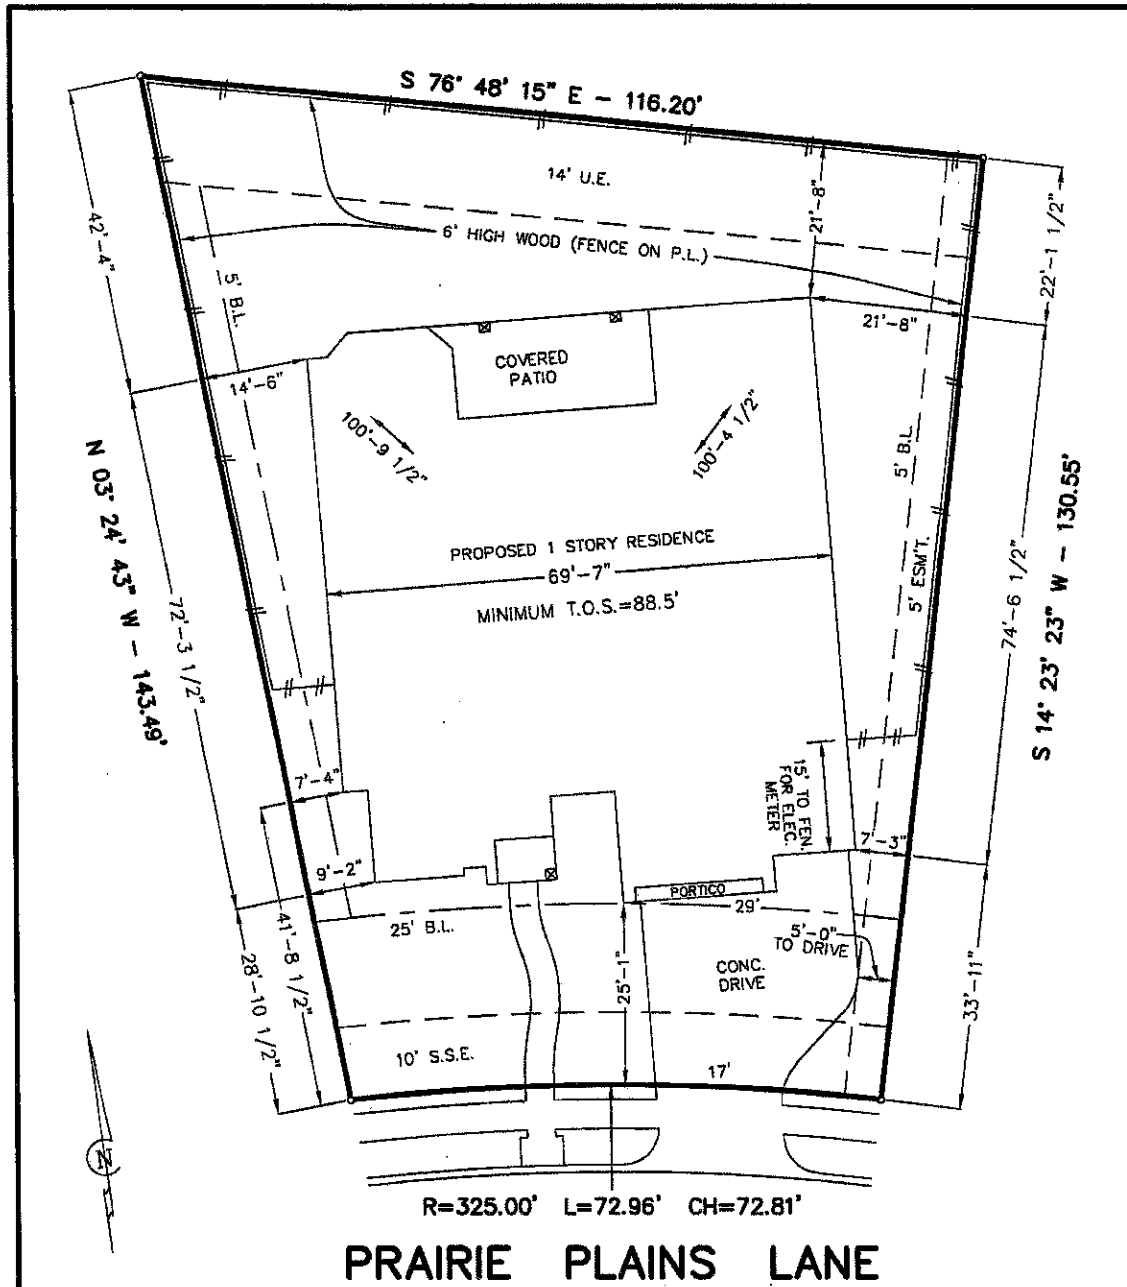 S 76° 48' 15" E – 116.20'
14' U.E.
21'-8"
42'-4"
6' HIGH WOOD (FENCE ON P.L.)
22'-1 1/2"
5' B.L.
21'-8"
COVERED
PATIO
14'-6"
100'-9 1/2"
100'-4 1/2"
5' B.L.
N 03° 24' 43" W – 143.49'
S 14° 23' 23" W – 130.55'
PROPOSED 1 STORY RESIDENCE
69'-7"
MINIMUM T.O.S.=88.5'
5' ESM'T.
72'-3 1/2"
74'-6 1/2"
7'-4"
15' TO FEN.
FOR ELEC.
METER
7'-3"
9'-2"
PORTICO
29'
25' B.L.
5'-0"
TO DRIVE
41'-8 1/2"
28'-10 1/2"
25'-1"
CONC.
DRIVE
33'-11"
10' S.S.E.
17'
N
R=325.00' L=72.96' CH=72.81'
PRAIRIE PLAINS LANE